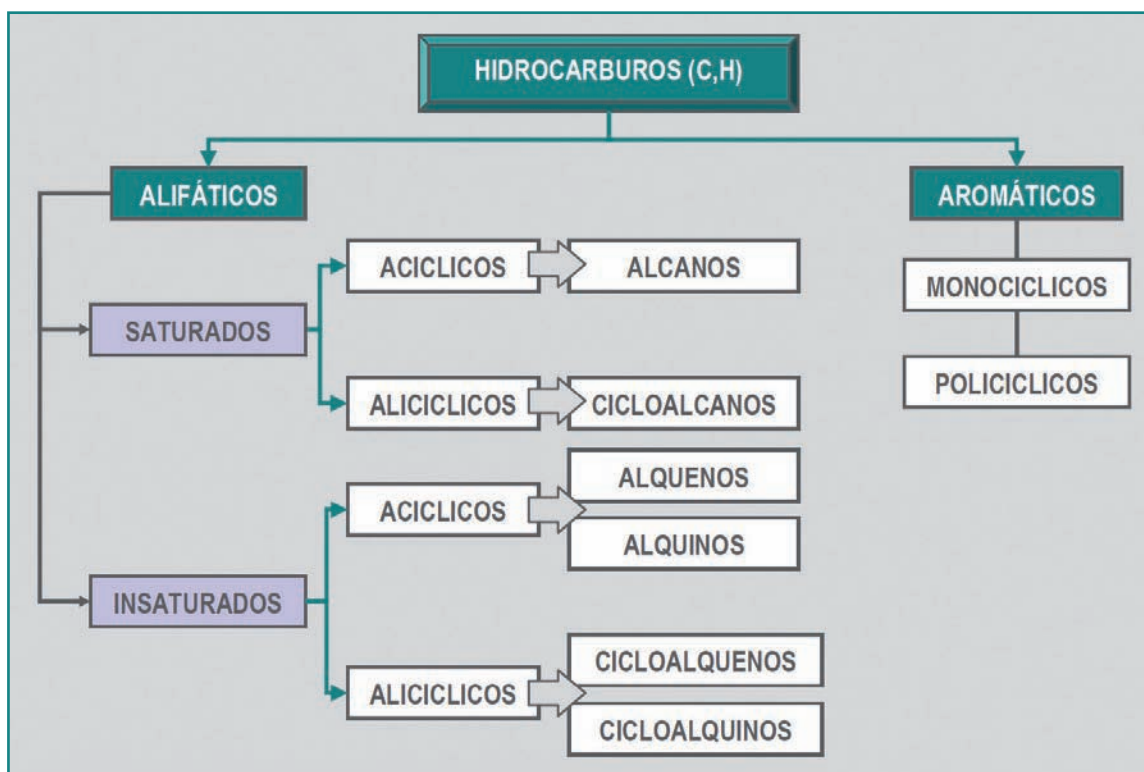 HIDROCARBUROS (C,H)
ALIFÁTICOS
AROMÁTICOS
ACICLICOS
ALCANOS
MONOCICLICOS
SATURADOS
POLICICLICOS
ALICICLICOS
CICLOALCANOS
ALQUENOS
ACICLICOS
ALQUINOS
INSATURADOS
CICLOALQUENOS
ALICICLICOS
CICLOALQUINOS